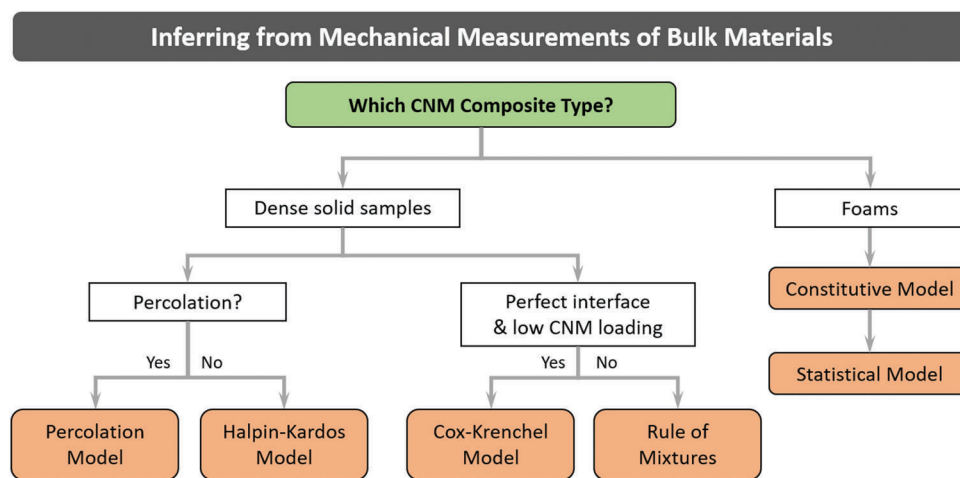 Inferring from Mechanical Measurements of Bulk Materials
Which CNM Composite Type?
Dense solid samples
Foams
Percolation?
Perfect interface
& low CNM loading
Constitutive Model
Yes
No
Yes
No
Statistical Model
Percolation
Model
Halpin-Kardos
Model
Cox-Krenchel
Model
Rule of
Mixtures